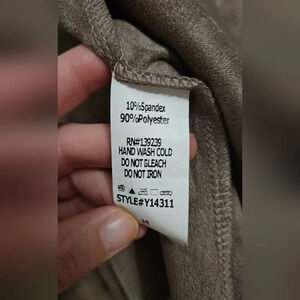 10%Spandex
90%Polyester
RN#139239
HAND WASH COLD
DO NOT BLEACH
DO NOT IRON
STYLE#Y14311
M